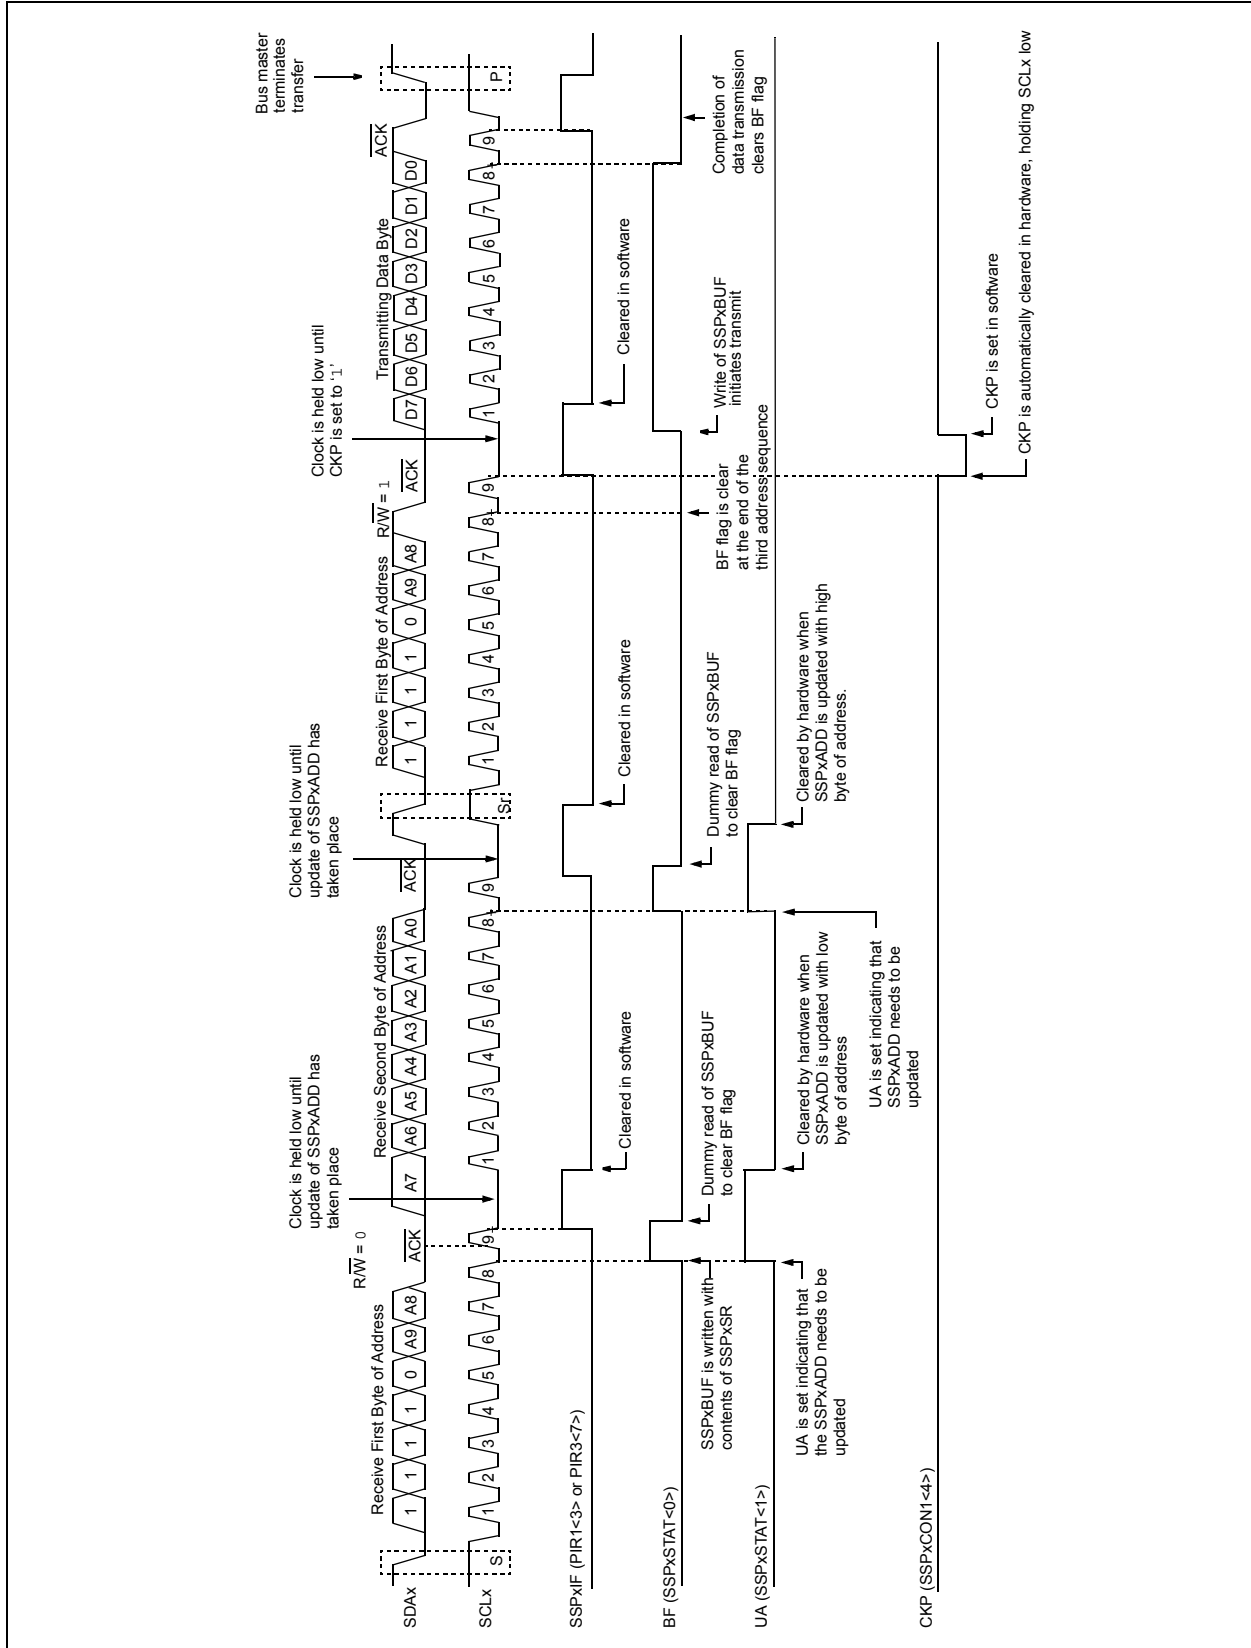 Bus master
terminates
transfer
Clock is held low until
update of SSPxADD has
taken place
Clock is held low until
update of SSPxADD has
taken place
Clock is held low until
CKP is set to ‘1’
R/W = 0
R/W = 1
Receive First Byte of Address
ACK
Receive Second Byte of Address
ACK
Receive First Byte of Address
ACK
Transmitting Data Byte
ACK
SDAx
1 1 1 1 0 A9 A8
A7 A6 A5 A4 A3 A2 A1 A0
1 1 1 1 0 A9 A8
D7 D6 D5 D4 D3 D2 D1 D0
SCLx
S 1 2 3 4 5 6 7 8 9
1 2 3 4 5 6 7 8 9
Sr 1 2 3 4 5 6 7 8 9
1 2 3 4 5 6 7 8 9 P
SSPxIF (PIR1<3> or PIR3<7>)
Cleared in software
Cleared in software
Cleared in software
BF (SSPxSTAT<0>)
SSPxBUF is written with
contents of SSPxSR
Dummy read of SSPxBUF
to clear BF flag
Dummy read of SSPxBUF
to clear BF flag
BF flag is clear
at the end of the
third address sequence
Write of SSPxBUF
initiates transmit
Completion of
data transmission
clears BF flag
UA (SSPxSTAT<1>)
UA is set indicating that
the SSPxADD needs to be
updated
Cleared by hardware when
SSPxADD is updated with low
byte of address
UA is set indicating that
SSPxADD needs to be
updated
Cleared by hardware when
SSPxADD is updated with high
byte of address.
CKP (SSPxCON1<4>)
CKP is set in software
CKP is automatically cleared in hardware, holding SCLx low